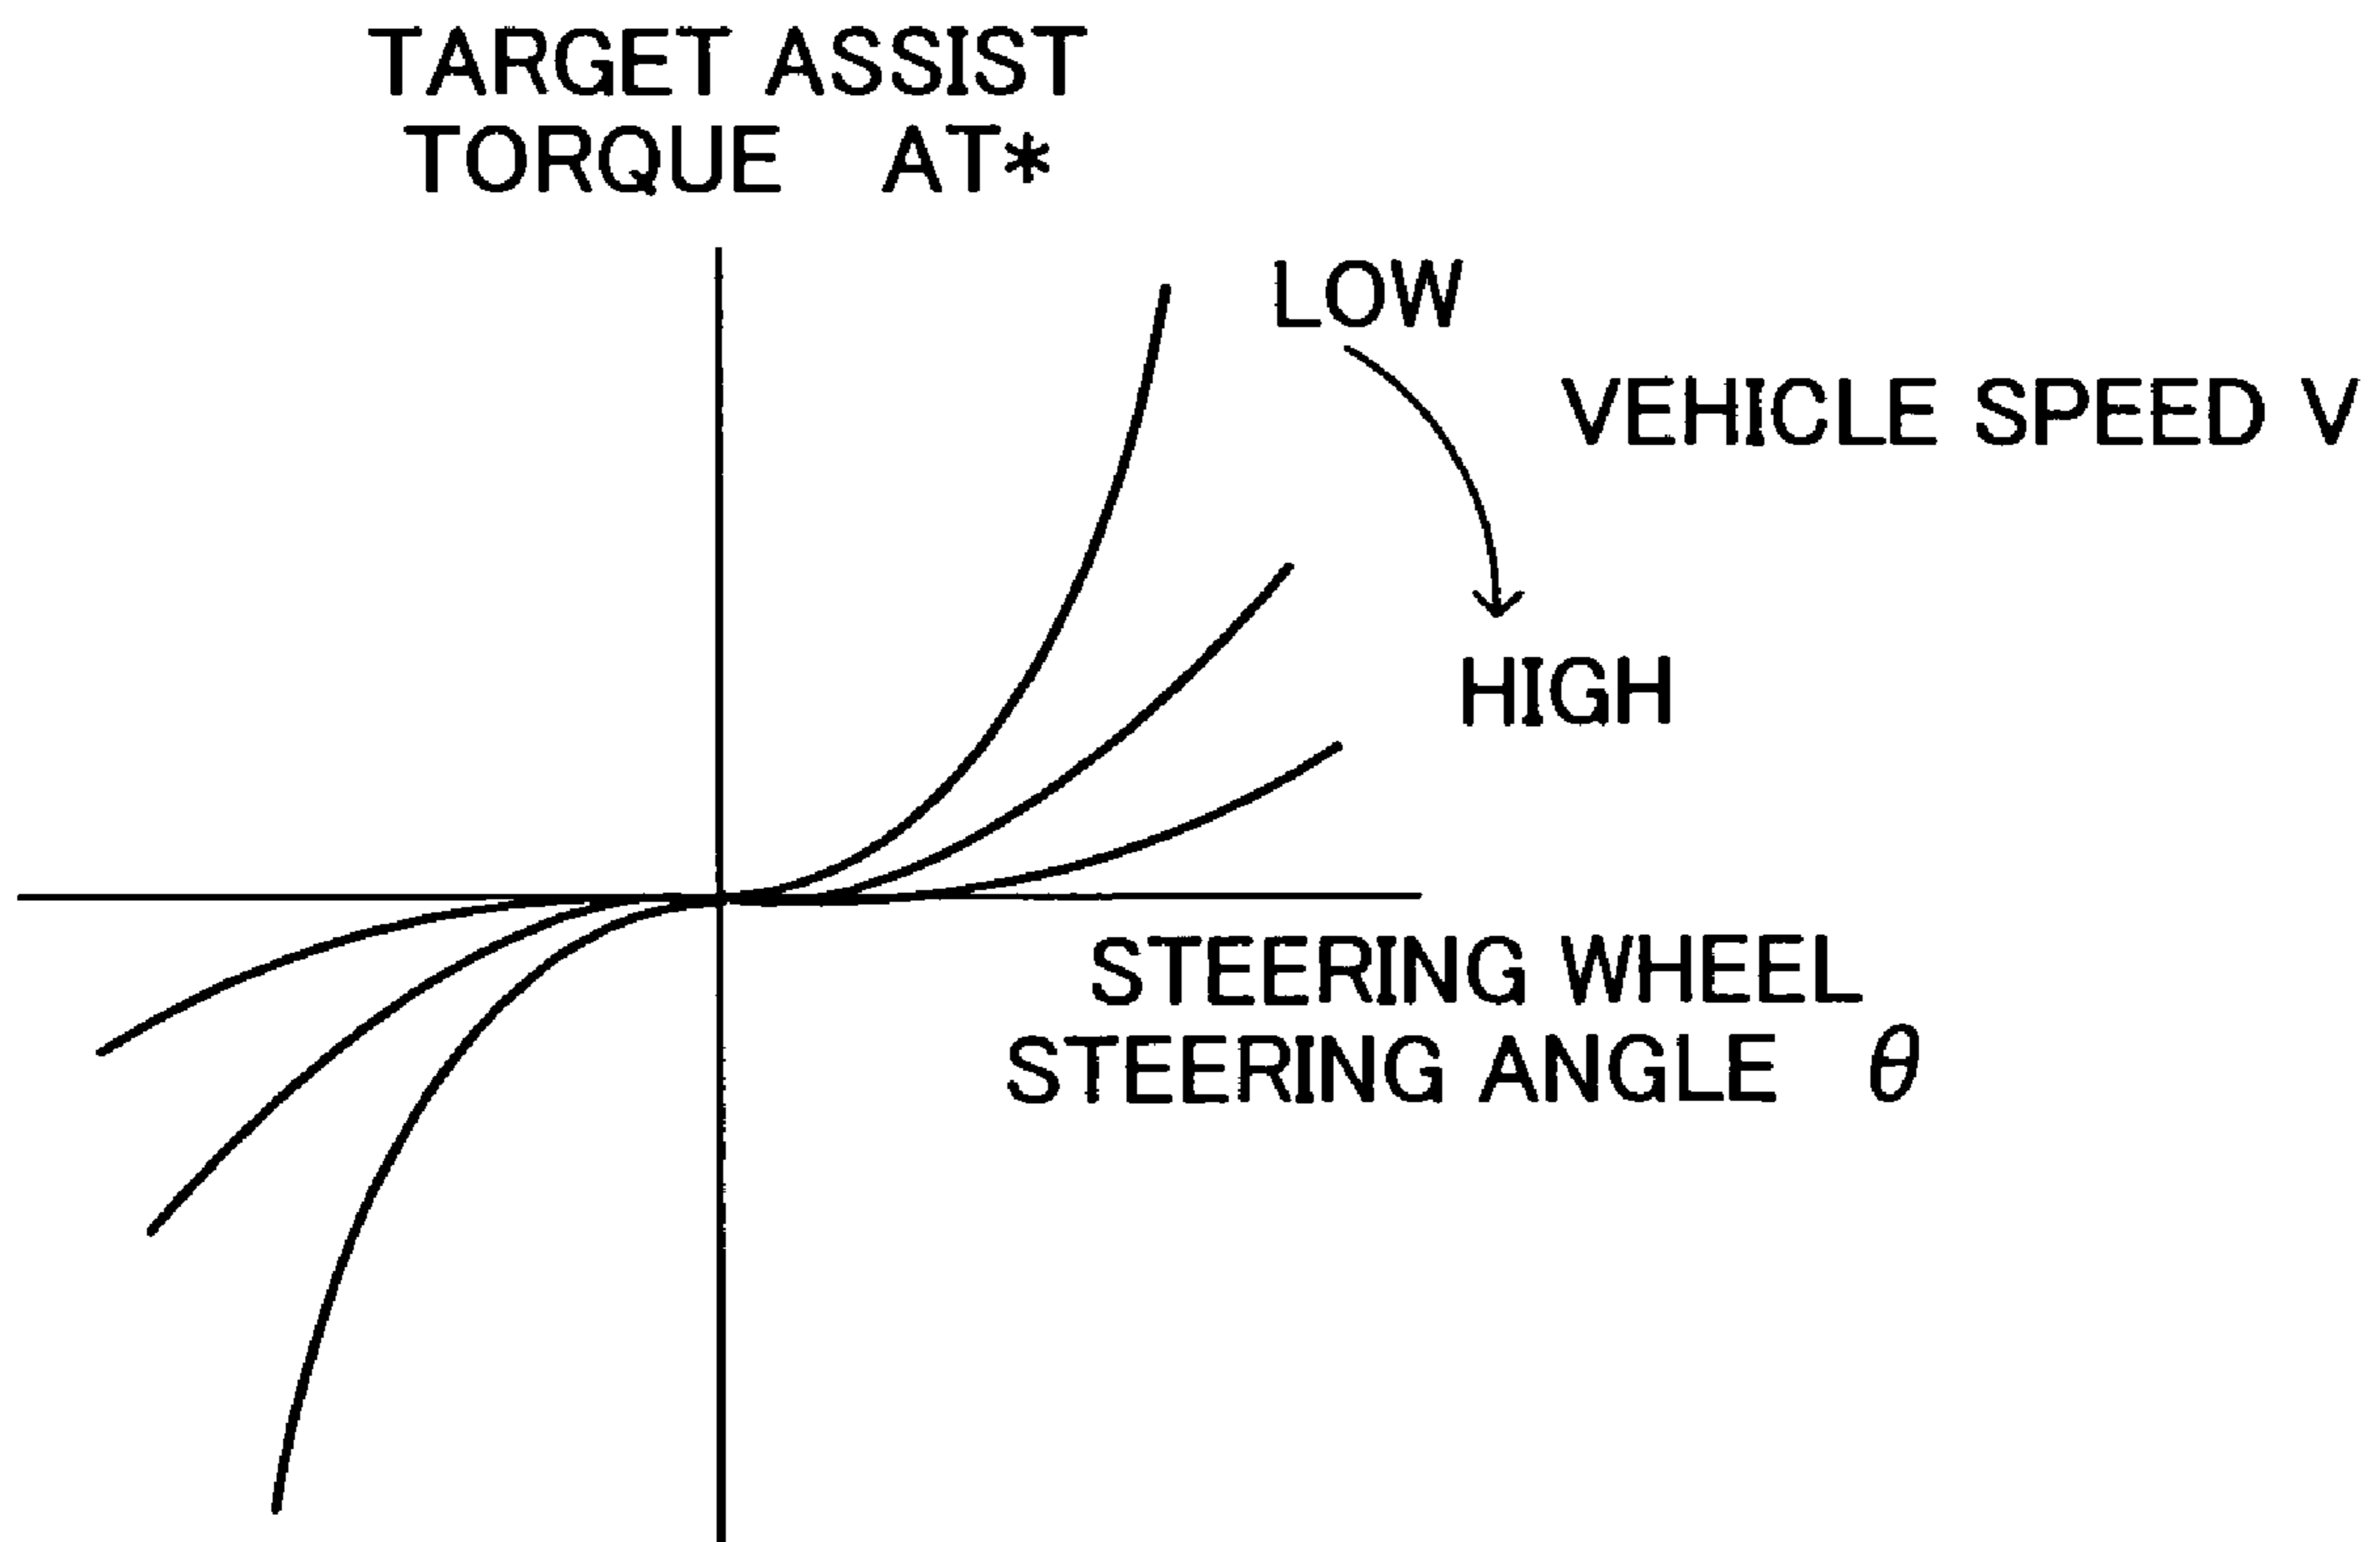 TARGET ASSIST
TORQUE AT*
LOW
VEHICLE SPEED V
HIGH
STEERING WHEEL
STEERING ANGLE θ